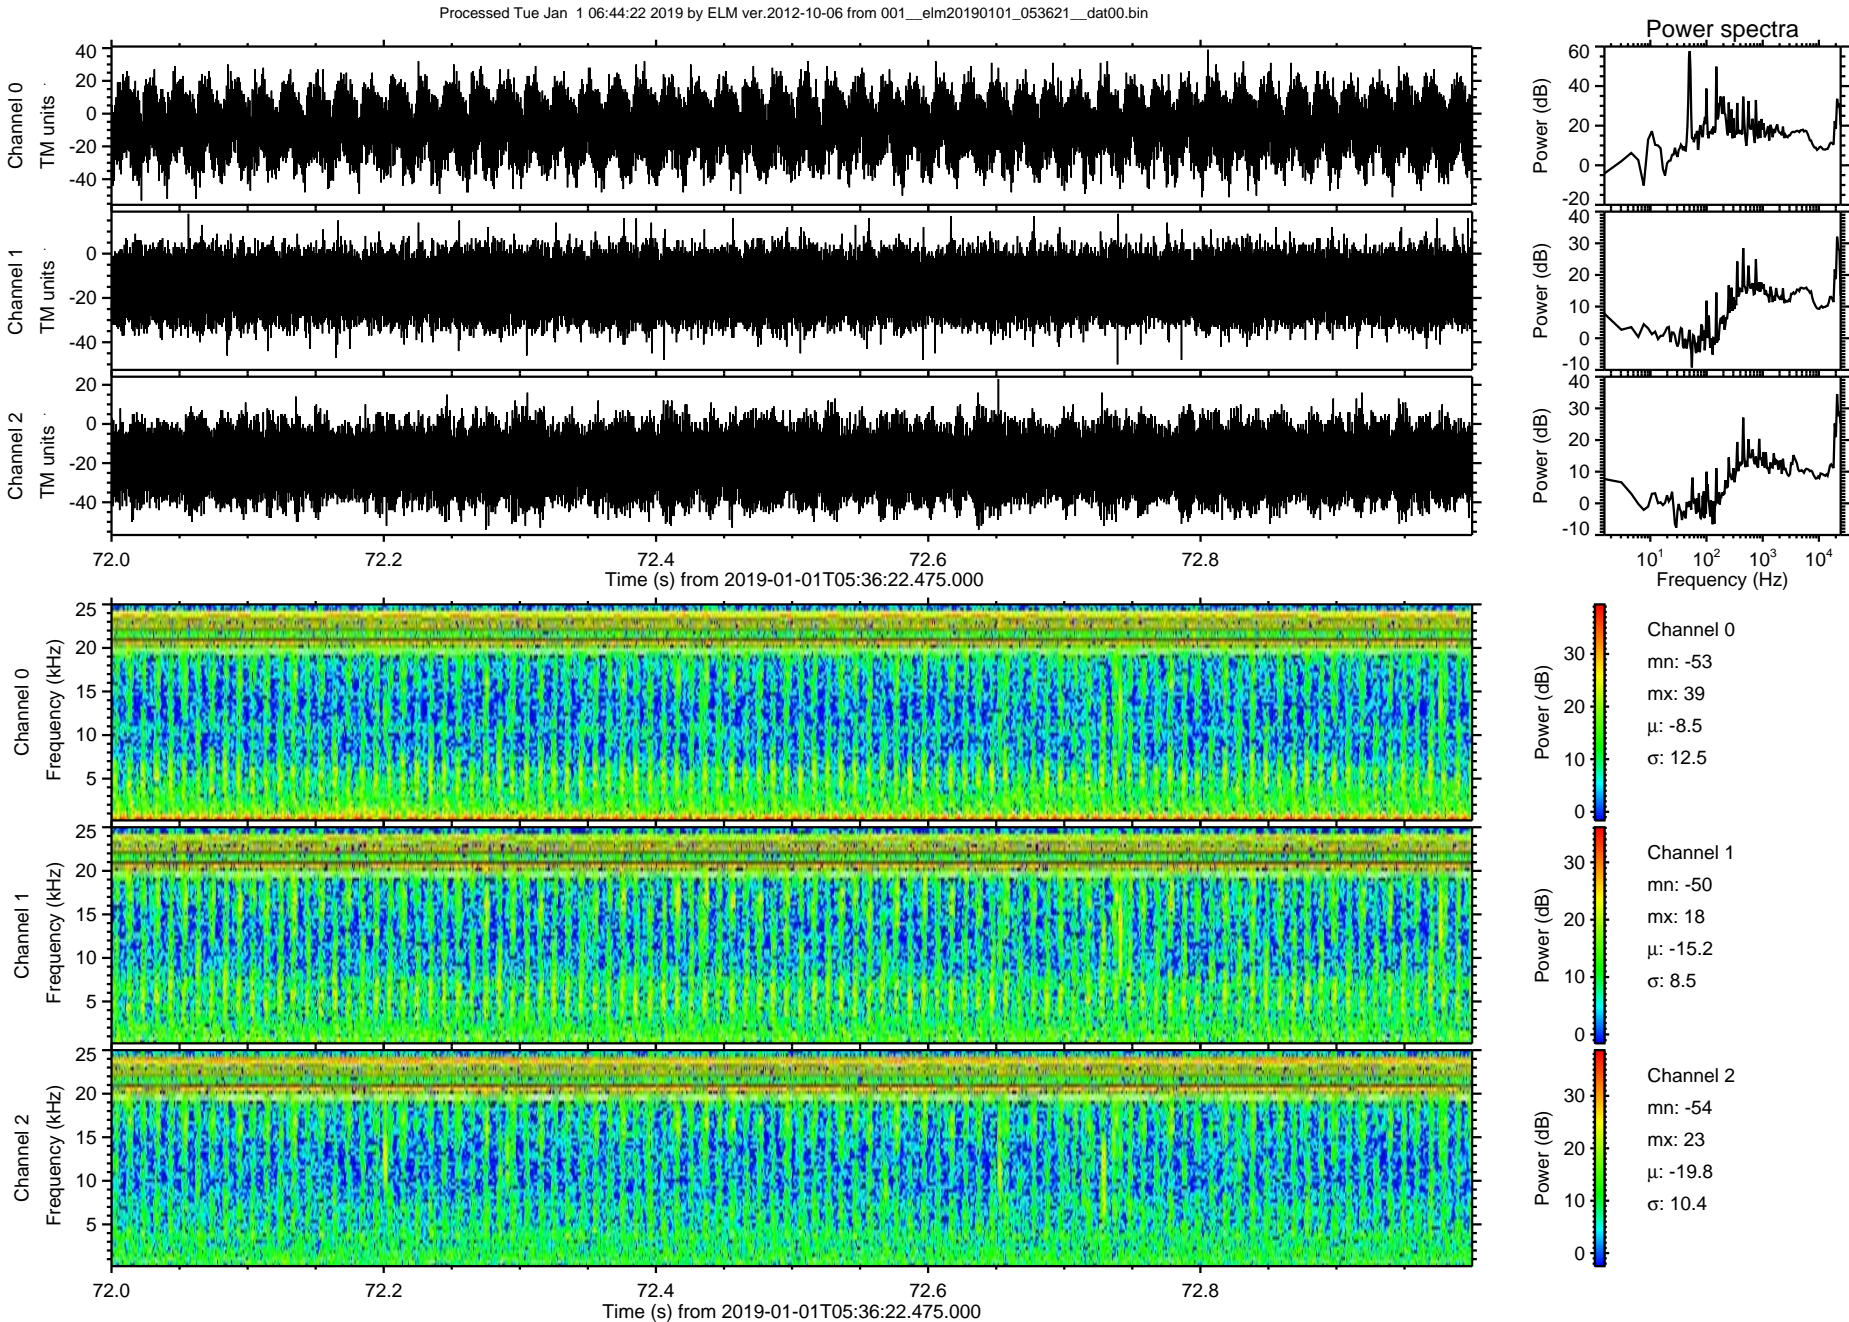 Processed Tue Jan  1 06:44:22 2019 by ELM ver.2012-10-06 from 001__elm20190101_053621__dat00.bin
Power spectra
Channel 0
TM units
40
20
0
-20
-40
Power (dB)
60
40
20
0
-20
Channel 1
TM units
0
-20
-40
Power (dB)
40
30
20
10
0
-10
Channel 2
TM units
20
0
-20
-40
Power (dB)
40
30
20
10
0
-10
72.0 72.2 72.4 72.6 72.8
Time (s) from 2019-01-01T05:36:22.475.000
10^1 10^2 10^3 10^4
Frequency (Hz)
Channel 0
Frequency (kHz)
25
20
15
10
5
Power (dB)
30
20
10
0
Channel 0
mn: -53
mx: 39
μ: -8.5
σ: 12.5
Channel 1
Frequency (kHz)
25
20
15
10
5
Power (dB)
30
20
10
0
Channel 1
mn: -50
mx: 18
μ: -15.2
σ: 8.5
Channel 2
Frequency (kHz)
25
20
15
10
5
Power (dB)
30
20
10
0
Channel 2
mn: -54
mx: 23
μ: -19.8
σ: 10.4
72.0 72.2 72.4 72.6 72.8
Time (s) from 2019-01-01T05:36:22.475.000